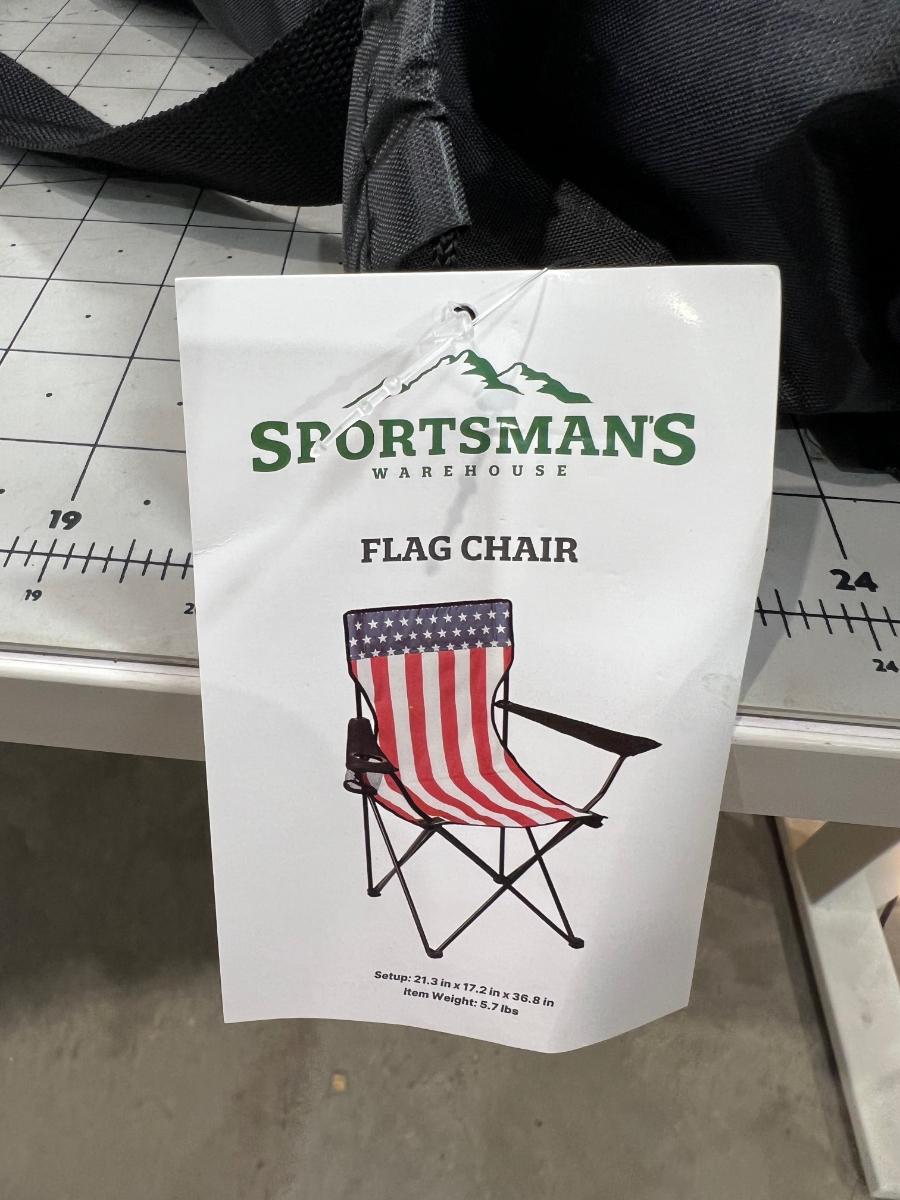 SPORTSMAN'S
WAREHOUSE
FLAG CHAIR
19
24
19
2
24
Setup: 21.3 in x 17.2 in x 36.8 in
Item Weight: 5.7 lbs